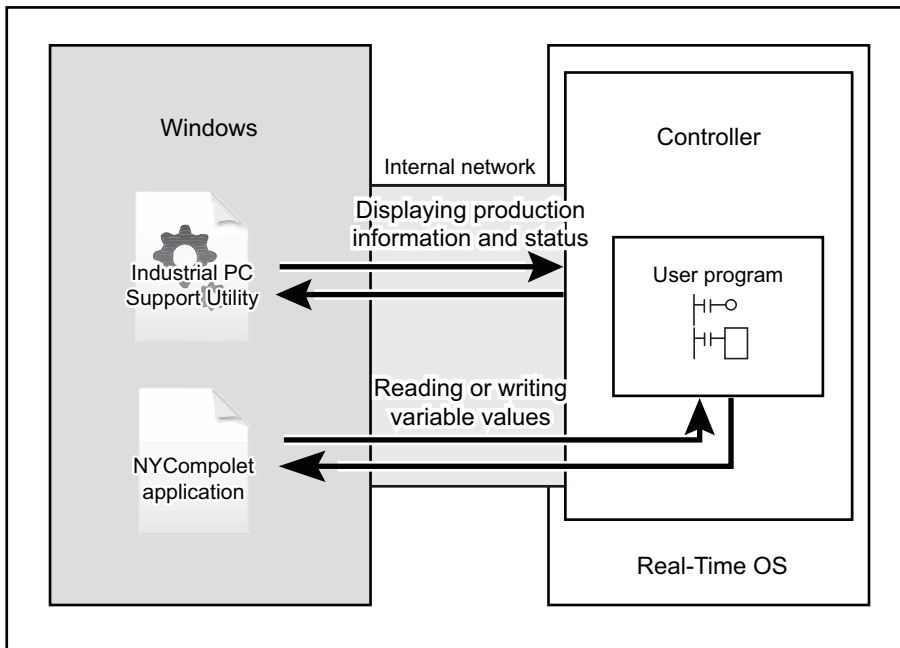 Windows
Controller
Internal network
Displaying production
information and status
Industrial PC
Support Utility
User program
Reading or writing
variable values
NYCompolet
application
Real-Time OS